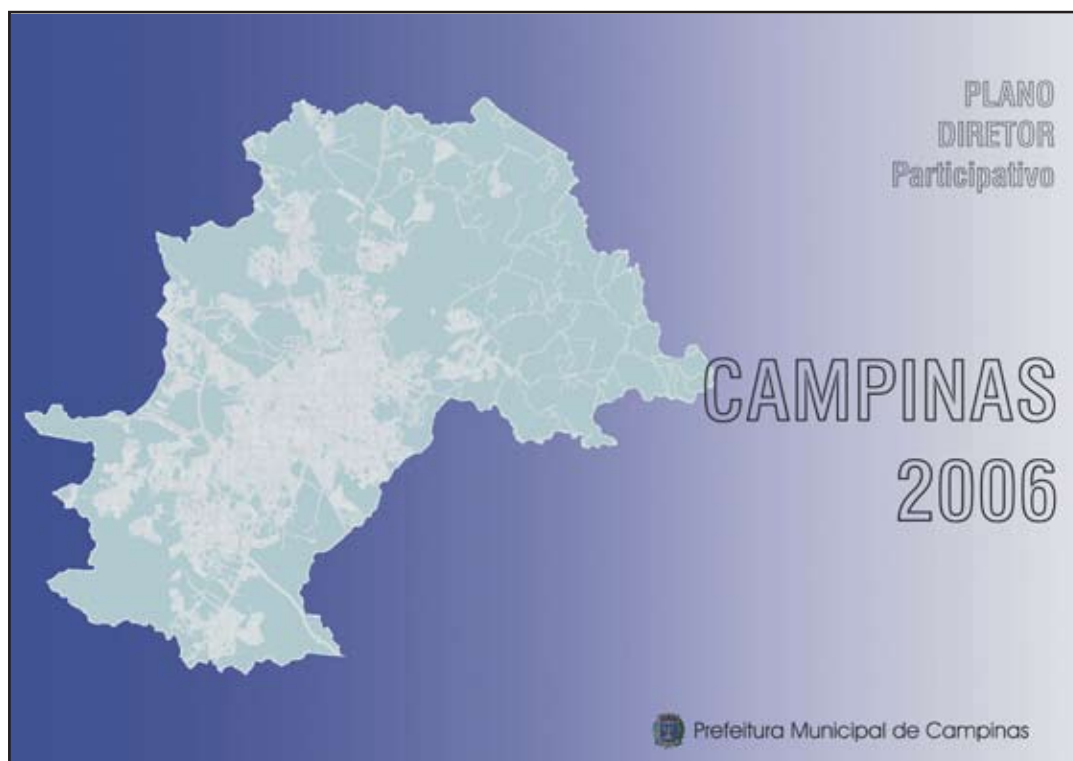 PLANO
DIRETOR
Participativo
CAMPINAS
2006
Prefeitura Municipal de Campinas